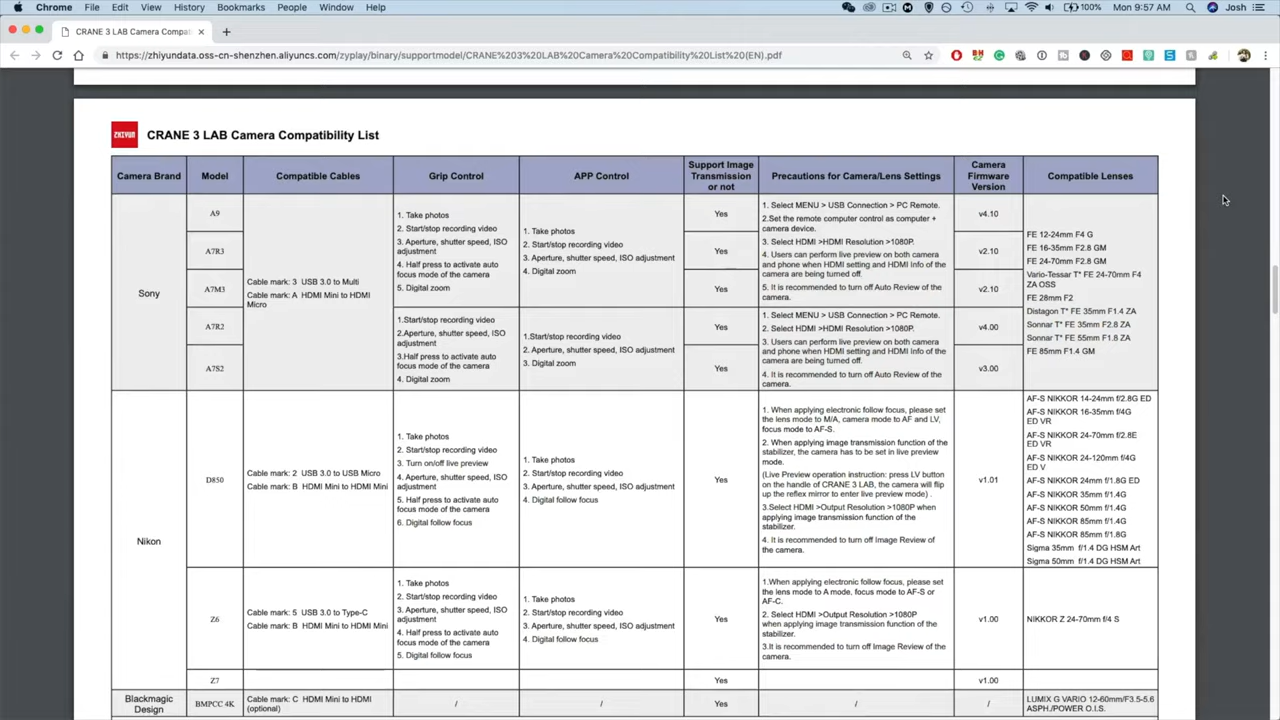 Chrome File Edit View History Bookmarks People Window Help 100% Mon 9:57 AM Josh
CRANE 3 LAB Camera Compat
https://zhiyundata.oss-cn-shenzhen.aliyuncs.com/zyplay/binary/supportmodel/CRANE%203%20LAB%20Camera%20Compatibility%20List%20(EN).pdf
ZHIYUN
CRANE 3 LAB Camera Compatibility List
Camera Brand
Model
Compatible Cables
Grip Control
APP Control
Support Image
Transmission
or not
Precautions for Camera/Lens Settings
Camera
Firmware
Version
Compatible Lenses
Sony
A9
A7R3
A7M3
A7R2
A7S2
Cable mark: 3 USB 3.0 to Multi
Cable mark: A HDMI Mini to HDMI
Micro
1. Take photos
2. Start/stop recording video
3. Aperture, shutter speed, ISO
adjustment
4. Half press to activate auto
focus mode of the camera
5. Digital zoom
1.Start/stop recording video
2.Aperture, shutter speed, ISO
adjustment
3.Half press to activate auto
focus mode of the camera
4. Digital zoom
1. Take photos
2. Start/stop recording video
3. Aperture, shutter speed, ISO adjustment
4. Digital zoom
1.Start/stop recording video
2. Aperture, shutter speed, ISO adjustment
3. Digital zoom
Yes
Yes
Yes
Yes
Yes
1. Select MENU > USB Connection > PC Remote.
2.Set the remote computer control as computer +
camera device.
3. Select HDMI >HDMI Resolution >1080P.
4. Users can perform live preview on both camera
and phone when HDMI setting and HDMI Info of the
camera are being turned off.
5. It is recommended to turn off Auto Review of the
camera.
1. Select MENU > USB Connection > PC Remote.
2. Select HDMI >HDMI Resolution >1080P.
3. Users can perform live preview on both camera
and phone when HDMI setting and HDMI Info of the
camera are being turned off.
4. It is recommended to turn off Auto Review of the
camera.
v4.10
v2.10
v2.10
v4.00
v3.00
FE 12-24mm F4 G
FE 16-35mm F2.8 GM
FE 24-70mm F2.8 GM
Vario-Tessar T* FE 24-70mm F4
ZA OSS
FE 28mm F2
Distagon T* FE 35mm F1.4 ZA
Sonnar T* FE 35mm F2.8 ZA
Sonnar T* FE 55mm F1.8 ZA
FE 85mm F1.4 GM
Nikon
D850
Cable mark: 2 USB 3.0 to USB Micro
Cable mark: B HDMI Mini to HDMI Mini
1. Take photos
2. Start/stop recording video
3. Turn on/off live preview
4. Aperture, shutter speed, ISO
adjustment
5. Half press to activate auto
focus mode of the camera
6. Digital follow focus
1. Take photos
2. Start/stop recording video
3. Aperture, shutter speed, ISO adjustment
4. Digital follow focus
Yes
1. When applying electronic follow focus, please set
the lens mode to M/A, camera mode to AF and LV,
focus mode to AF-S.
2. When applying image transmission function of the
stabilizer, the camera has to be set in live preview
mode.
(Live Preview operation instruction: press LV button
on the handle of CRANE 3 LAB, the camera will flip
up the reflex mirror to enter live preview mode) .
3.Select HDMI >Output Resolution >1080P when
applying image transmission function of the
stabilizer.
4. It is recommended to turn off Image Review of
the camera.
v1.01
AF-S NIKKOR 14-24mm f/2.8G ED
AF-S NIKKOR 16-35mm f/4G
ED VR
AF-S NIKKOR 24-70mm f/2.8E
ED VR
AF-S NIKKOR 24-120mm f/4G
ED V
AF-S NIKKOR 24mm f/1.8G ED
AF-S NIKKOR 35mm f/1.4G
AF-S NIKKOR 50mm f/1.4G
AF-S NIKKOR 85mm f/1.4G
AF-S NIKKOR 85mm f/1.8G
Sigma 35mm f/1.4 DG HSM Art
Sigma 50mm f/1.4 DG HSM Art
Z6
Cable mark: 5 USB 3.0 to Type-C
Cable mark: B HDMI Mini to HDMI Mini
1. Take photos
2. Start/stop recording video
3. Aperture, shutter speed, ISO
adjustment
4. Half press to activate auto
focus mode of the camera
5. Digital follow focus
1. Take photos
2. Start/stop recording video
3. Aperture, shutter speed, ISO adjustment
4. Digital follow focus
Yes
1.When applying electronic follow focus, please set
the lens mode to A mode, focus mode to AF-S or
AF-C.
2. Select HDMI >Output Resolution >1080P
when applying image transmission function of the
stabilizer.
3.It is recommended to turn off Image Review of the
camera.
v1.00
NIKKOR Z 24-70mm f/4 S
Z7
Yes
v1.00
Blackmagic
Design
BMPCC 4K
Cable mark: C HDMI Mini to HDMI
(optional)
/
/
Yes
/
/
LUMIX G VARIO 12-60mm/F3.5-5.6
ASPH./POWER O.I.S.